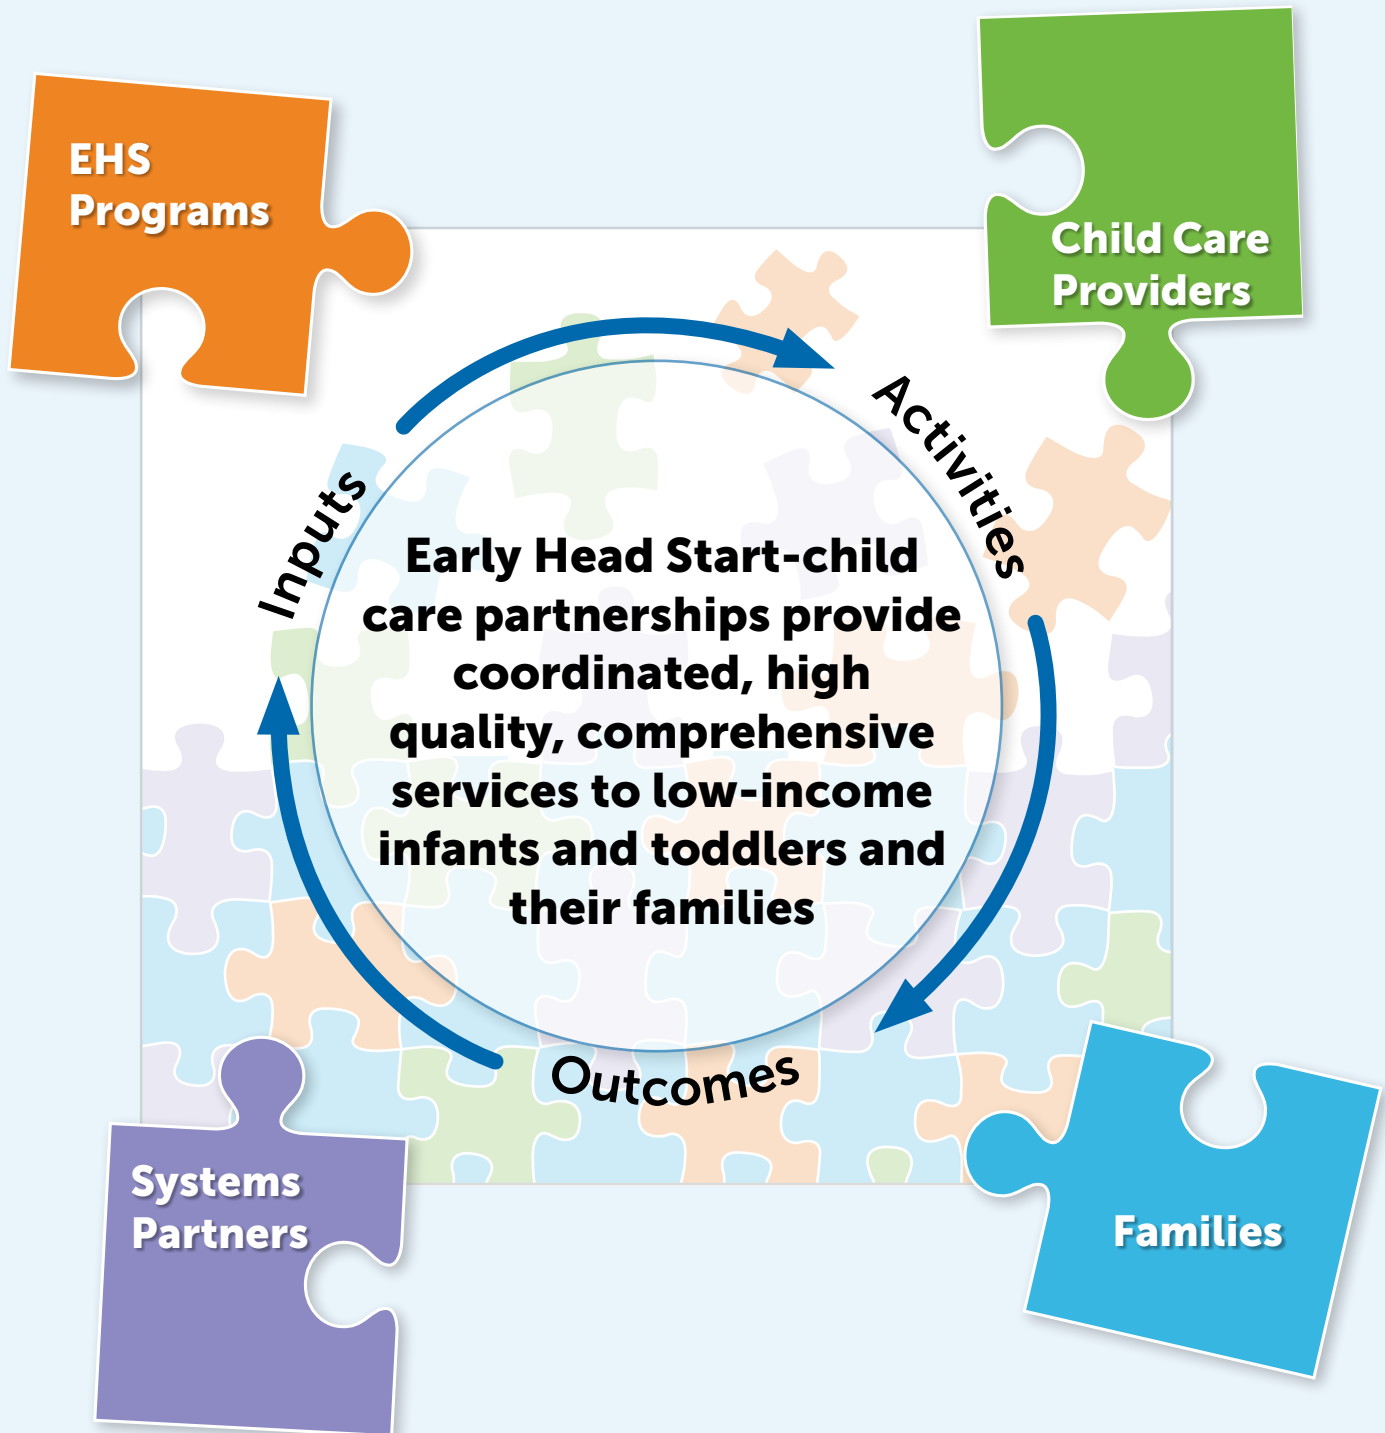 EHS
Programs
Child Care
Providers
Inputs
Activities
Early Head Start-child
care partnerships provide
coordinated, high
quality, comprehensive
services to low-income
infants and toddlers and
their families
Outcomes
Systems
Partners
Families